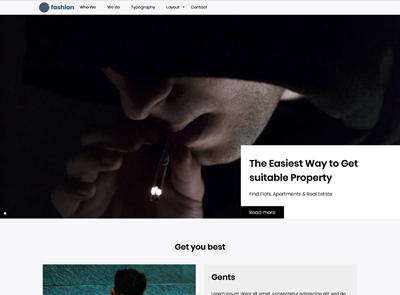 fashion Who We We do Typography Layout Contact
The Easiest Way to Get
suitable Property
Find Flats, Apartments & Real Estate
Read more
Get you best
Gents
Lorem ipsum dolor sit amet, consectetur adipiscing elit, sed do